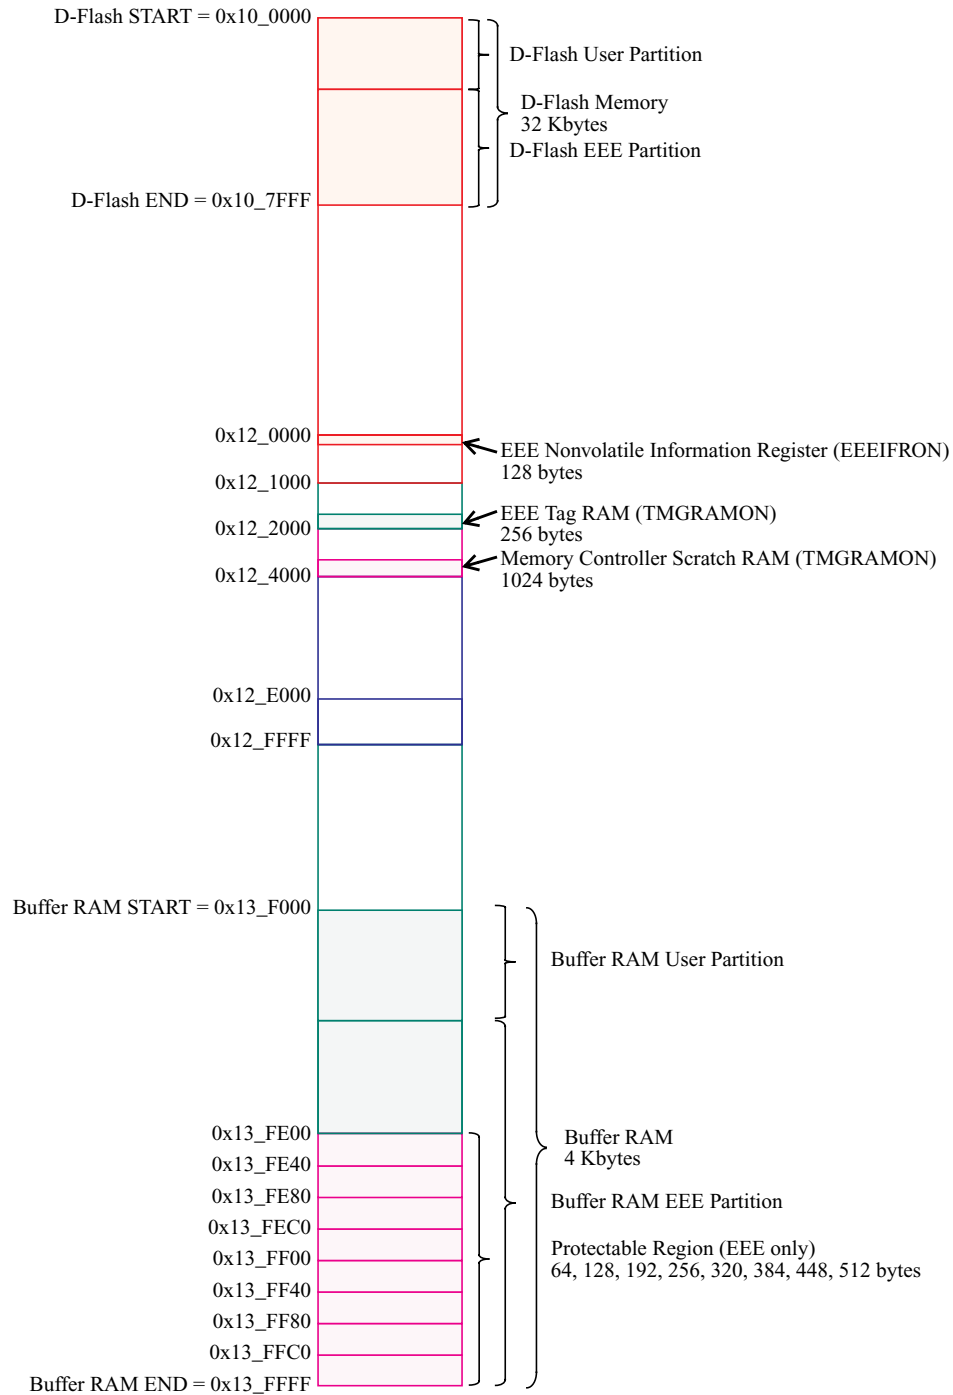 D-Flash START = 0x10_0000
D-Flash User Partition
D-Flash Memory
32 Kbytes
D-Flash EEE Partition
D-Flash END = 0x10_7FFF
0x12_0000
EEE Nonvolatile Information Register (EEEIFRON)
128 bytes
0x12_1000
EEE Tag RAM (TMGRAMON)
256 bytes
0x12_2000
Memory Controller Scratch RAM (TMGRAMON)
1024 bytes
0x12_4000
0x12_E000
0x12_FFFF
Buffer RAM START = 0x13_F000
Buffer RAM User Partition
0x13_FE00
Buffer RAM
4 Kbytes
0x13_FE40
0x13_FE80
Buffer RAM EEE Partition
0x13_FEC0
Protectable Region (EEE only)
64, 128, 192, 256, 320, 384, 448, 512 bytes
0x13_FF00
0x13_FF40
0x13_FF80
0x13_FFC0
Buffer RAM END = 0x13_FFFF